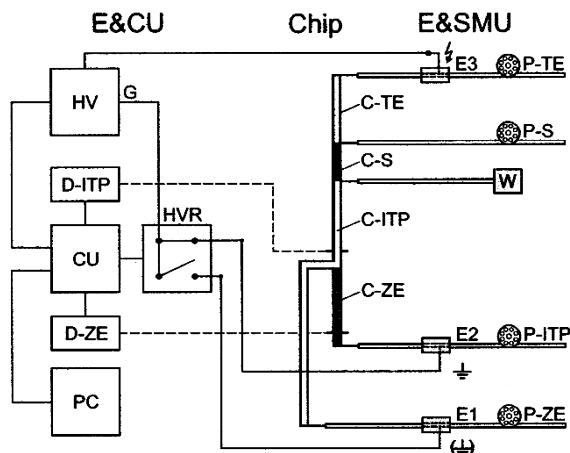 E&CU Chip E&SMU
E3 P-TE
HV G
C-TE
P-S
D-ITP C-S
W
HVR
C-ITP
CU
C-ZE
D-ZE
E2 P-ITP
PC
E1 P-ZE